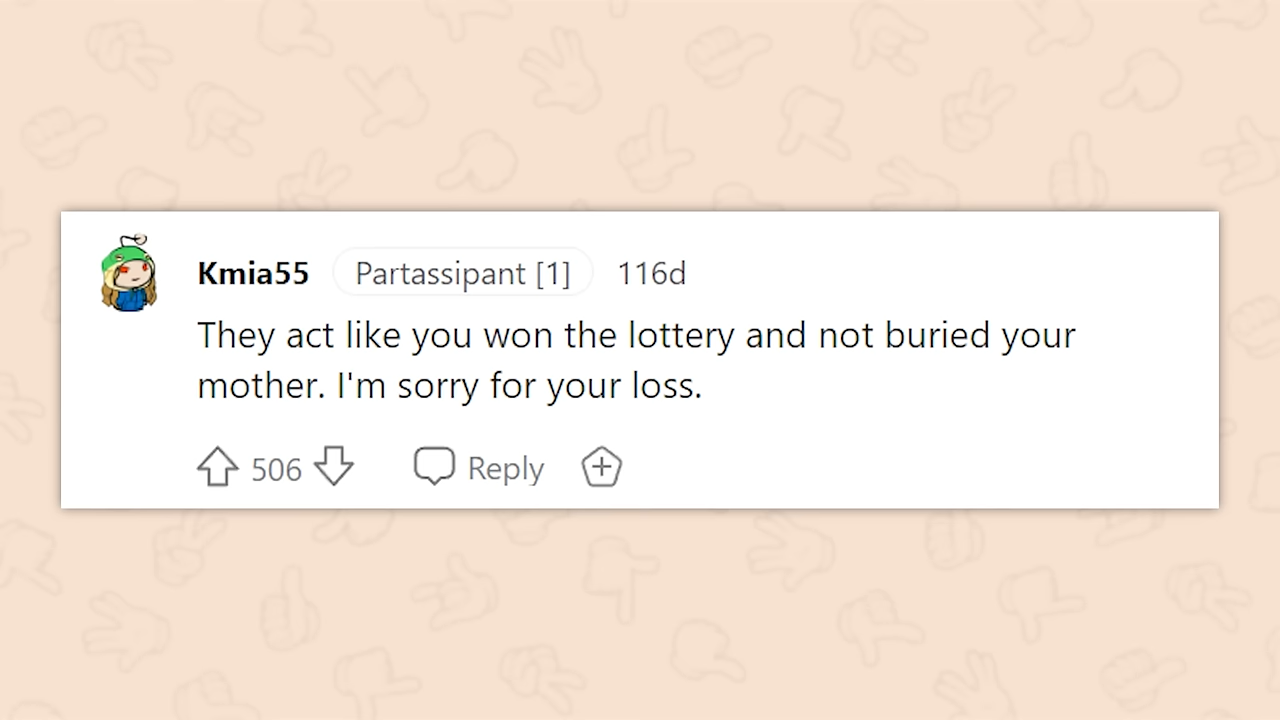 Kmia55 Partassipant [1] 116d
They act like you won the lottery and not buried your
mother. I'm sorry for your loss.
506 Reply